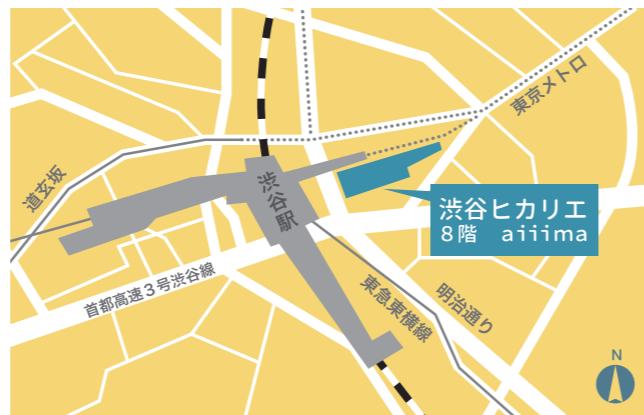 東京メトロ
道玄坂
渋谷駅
渋谷ヒカリエ
8階 aiiima
首都高速3号渋谷線
東急東横線
明治通り
N